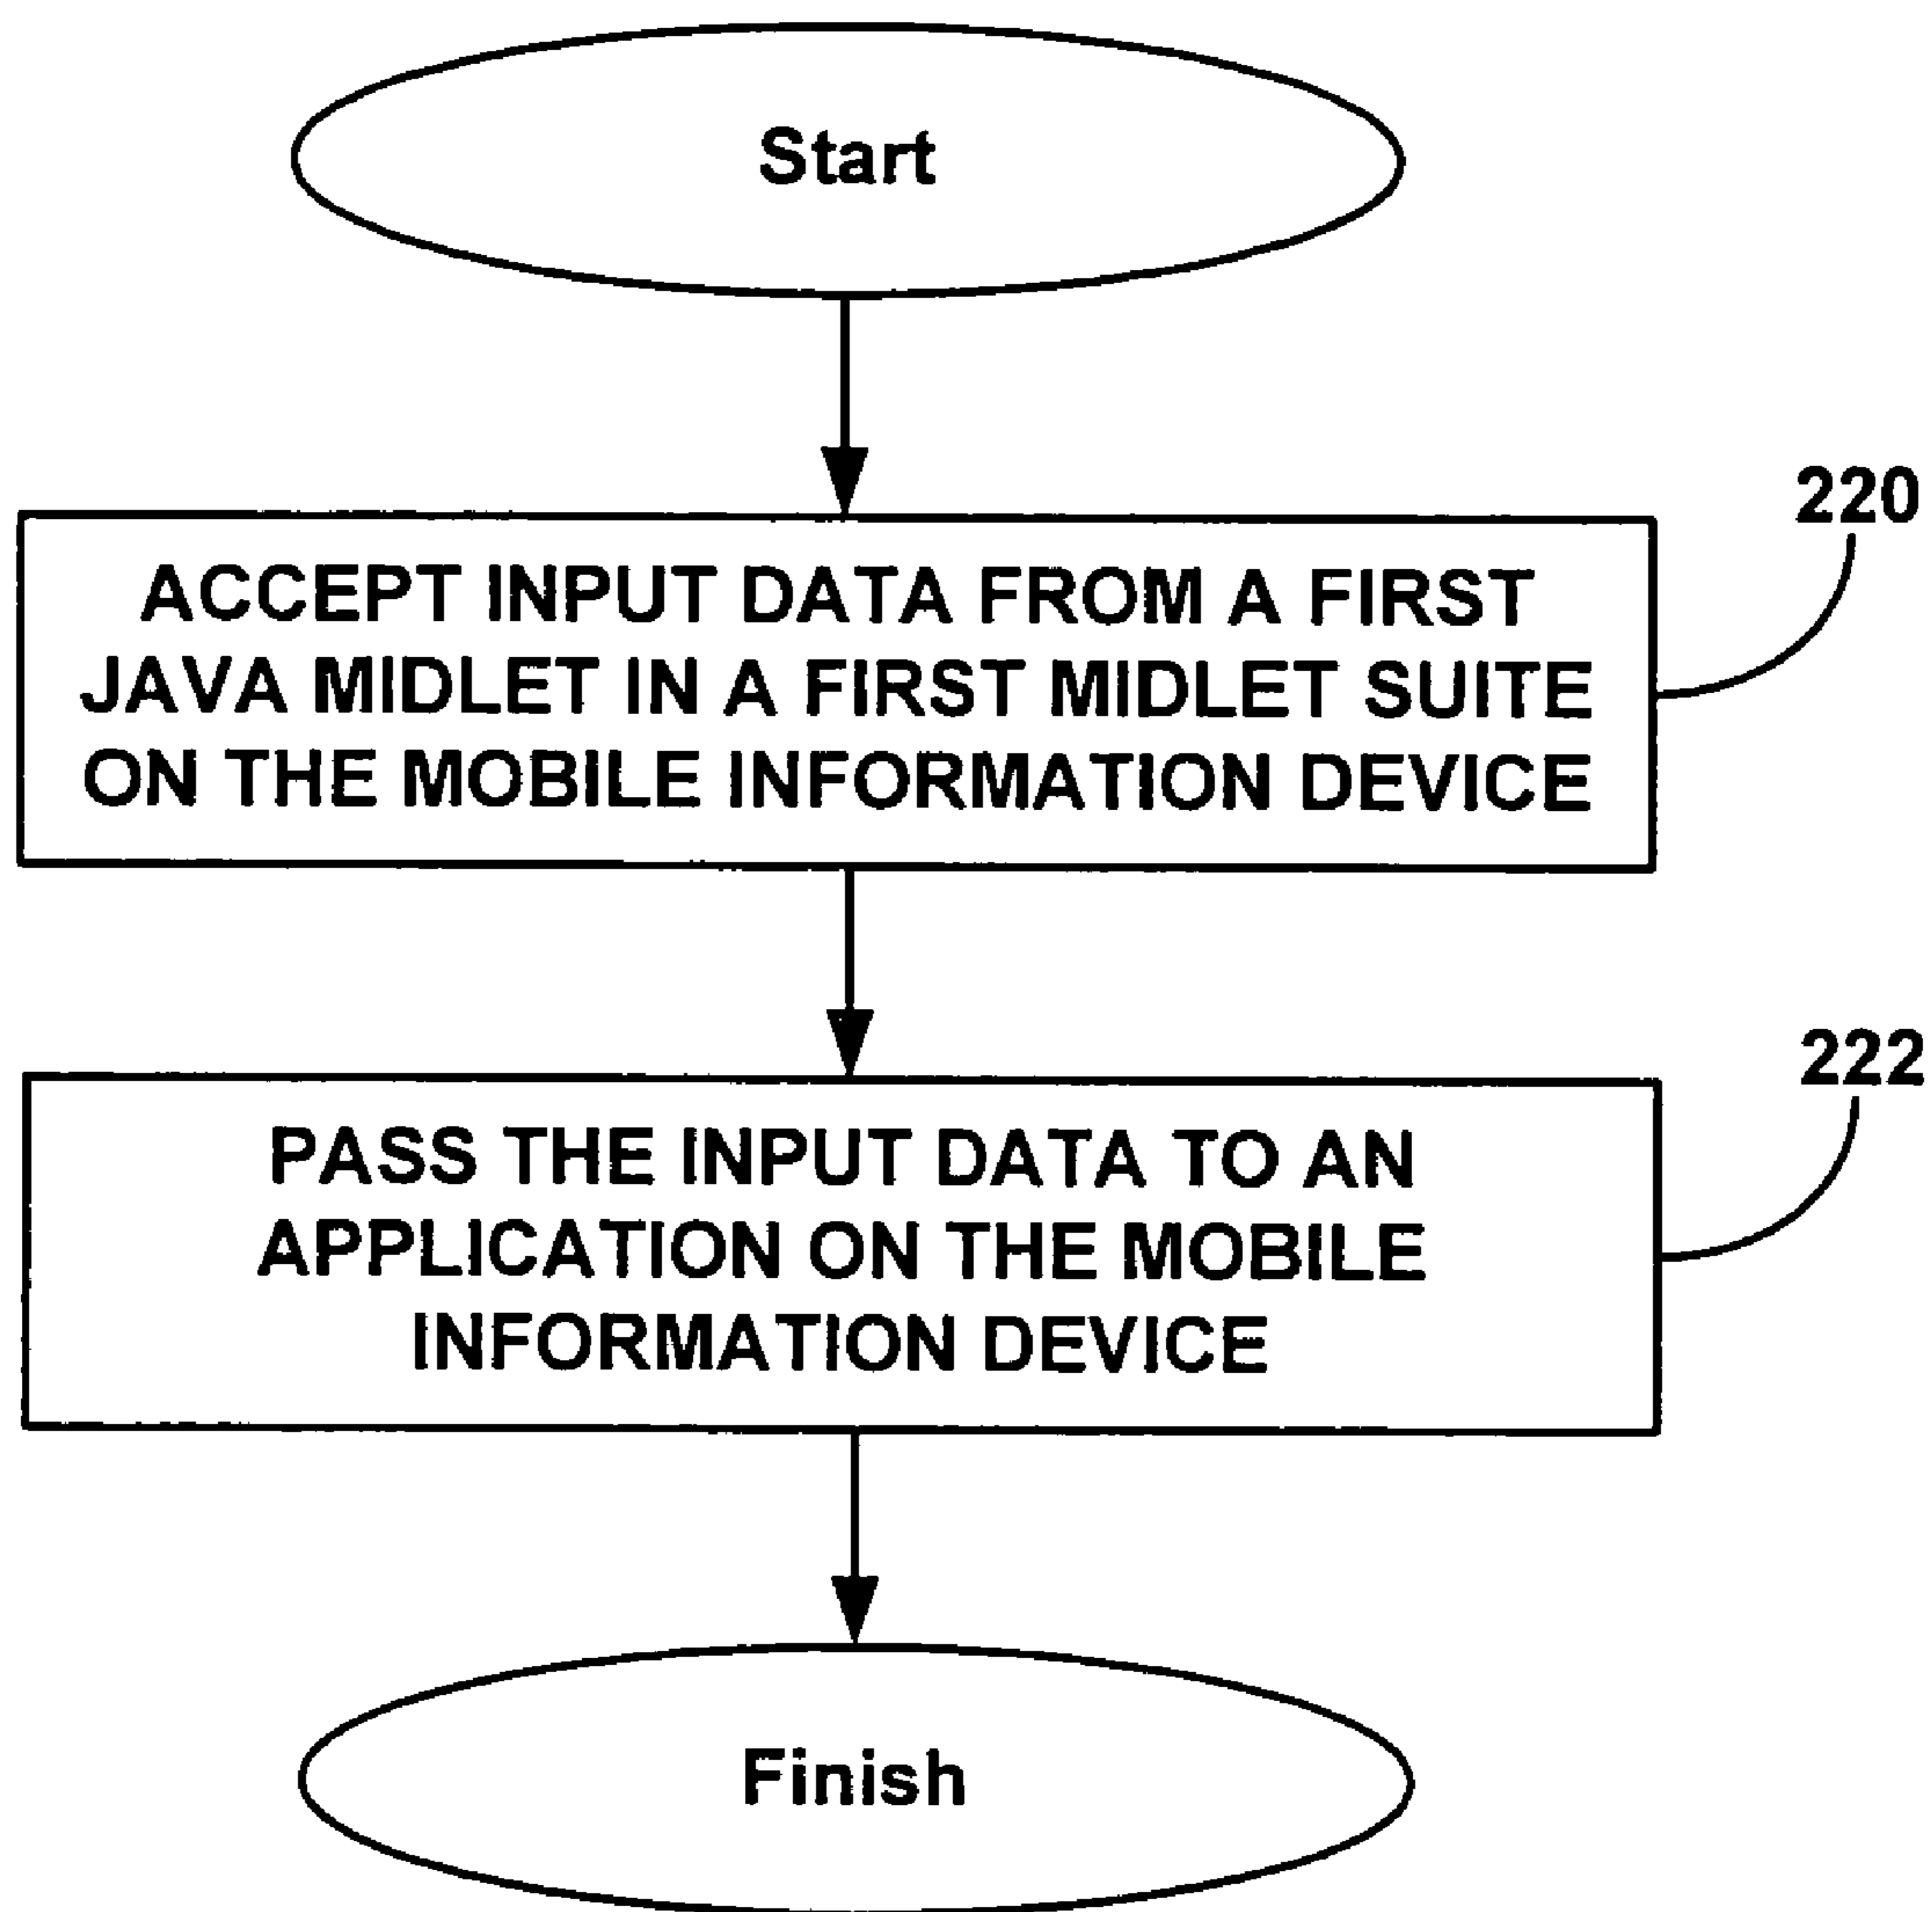 Start
220
ACCEPT INPUT DATA FROM A FIRST
JAVA MIDLET IN A FIRST MIDLET SUITE
ON THE MOBILE INFORMATION DEVICE
222
PASS THE INPUT DATA TO AN
APPLICATION ON THE MOBILE
INFORMATION DEVICE
Finish